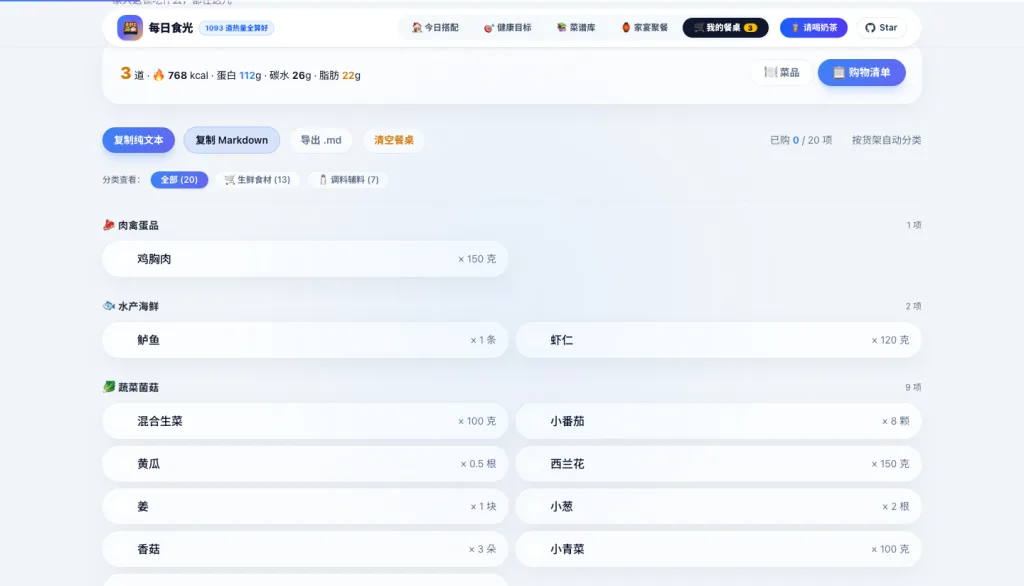 每日食光 1093 道热量全算好 今日搭配 健康目标 菜谱库 家宴聚餐 我的餐桌 3 请喝奶茶 Star
3 道 · 768 kcal · 蛋白 112g · 碳水 26g · 脂肪 22g 菜品 购物清单
复制纯文本 复制 Markdown 导出 .md 清空餐桌 已购 0 / 20 项 按货架自动分类
分类查看: 全部 (20) 生鲜食材 (13) 调料辅料 (7)
肉禽蛋品 1 项
鸡胸肉 × 150 克
水产海鲜 2 项
鲈鱼 × 1 条 虾仁 × 120 克
蔬菜菌菇 9 项
混合生菜 × 100 克 小番茄 × 8 颗
黄瓜 × 0.5 根 西兰花 × 150 克
姜 × 1 块 小葱 × 2 根
香菇 × 3 朵 小青菜 × 100 克